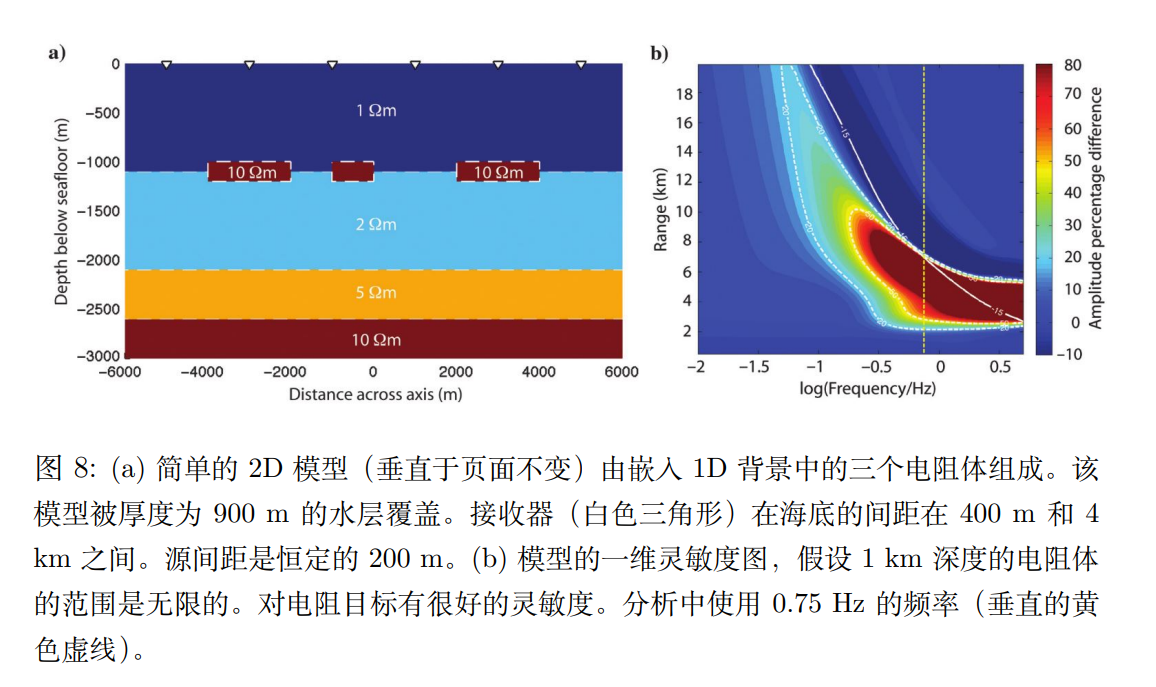 a)
0
−500
−1000
−1500
−2000
−2500
−3000
Depth below seafloor (m)
1 Ωm
10 Ωm
10 Ωm
2 Ωm
5 Ωm
10 Ωm
−6000 −4000 −2000 0 2000 4000 6000
Distance across axis (m)
b)
18
16
14
12
10
8
6
4
2
Range (km)
-20
-20
-15
-20
-15
-20
−2 −1.5 −1 −0.5 0 0.5
log(Frequency/Hz)
80
70
60
50
40
30
20
10
0
−10
Amplitude percentage difference
图 8: (a) 简单的 2D 模型（垂直于页面不变）由嵌入 1D 背景中的三个电阻体组成。该
模型被厚度为 900 m 的水层覆盖。接收器（白色三角形）在海底的间距在 400 m 和 4
km 之间。源间距是恒定的 200 m。(b) 模型的一维灵敏度图，假设 1 km 深度的电阻体
的范围是无限的。对电阻目标有很好的灵敏度。分析中使用 0.75 Hz 的频率（垂直的黄
色虚线）。